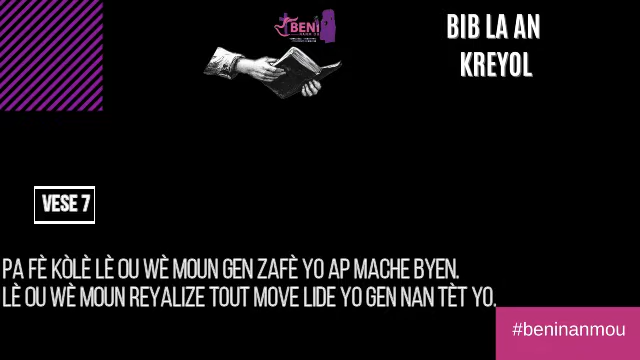 BENI
BIB LA AN
KREYOL
VESE 7
PA FÈ KÒLÈ LÈ OU WÈ MOUN GEN ZAFÈ YO AP MACHE BYEN.
LÈ OU WÈ MOUN REYALIZE TOUT MOVE LIDE YO GEN NAN TÈT YO.
#beninanmou